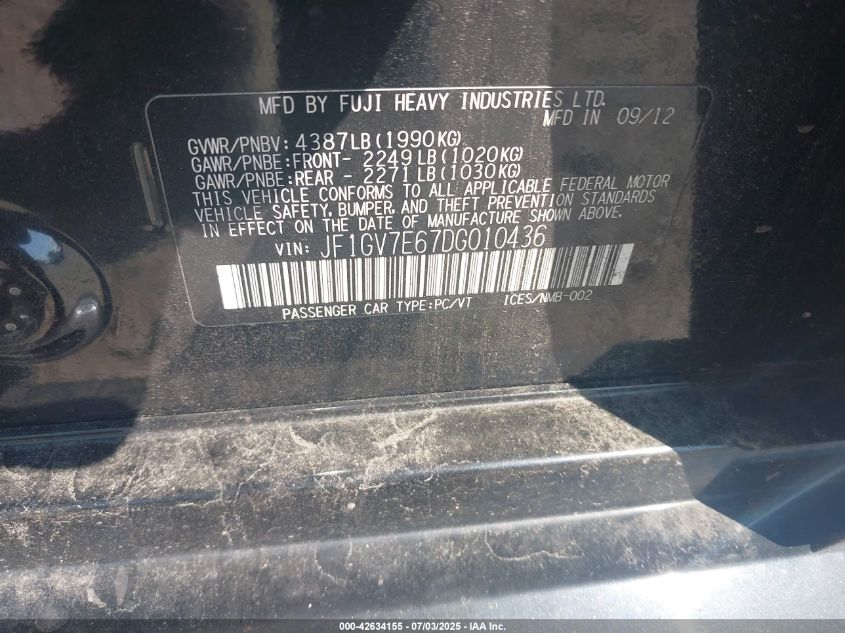 MFD BY FUJI HEAVY INDUSTRIES LTD.
MFD IN 09/12
GVWR/PNBV: 4387LB(1990KG)
GAWR/PNBE:FRONT- 2249LB(1020KG)
GAWR/PNBE:REAR - 2271LB(1030KG)
THIS VEHICLE CONFORMS TO ALL APPLICABLE FEDERAL MOTOR
VEHICLE SAFETY, BUMPER, AND THEFT PREVENTION STANDARDS
IN EFFECT ON THE DATE OF MANUFACTURE SHOWN ABOVE.
VIN: JF1GV7E67DG010436
PASSENGER CAR TYPE:PC/VT ICES/NMB-002
000-42634155 - 07/03/2025 - IAA Inc.